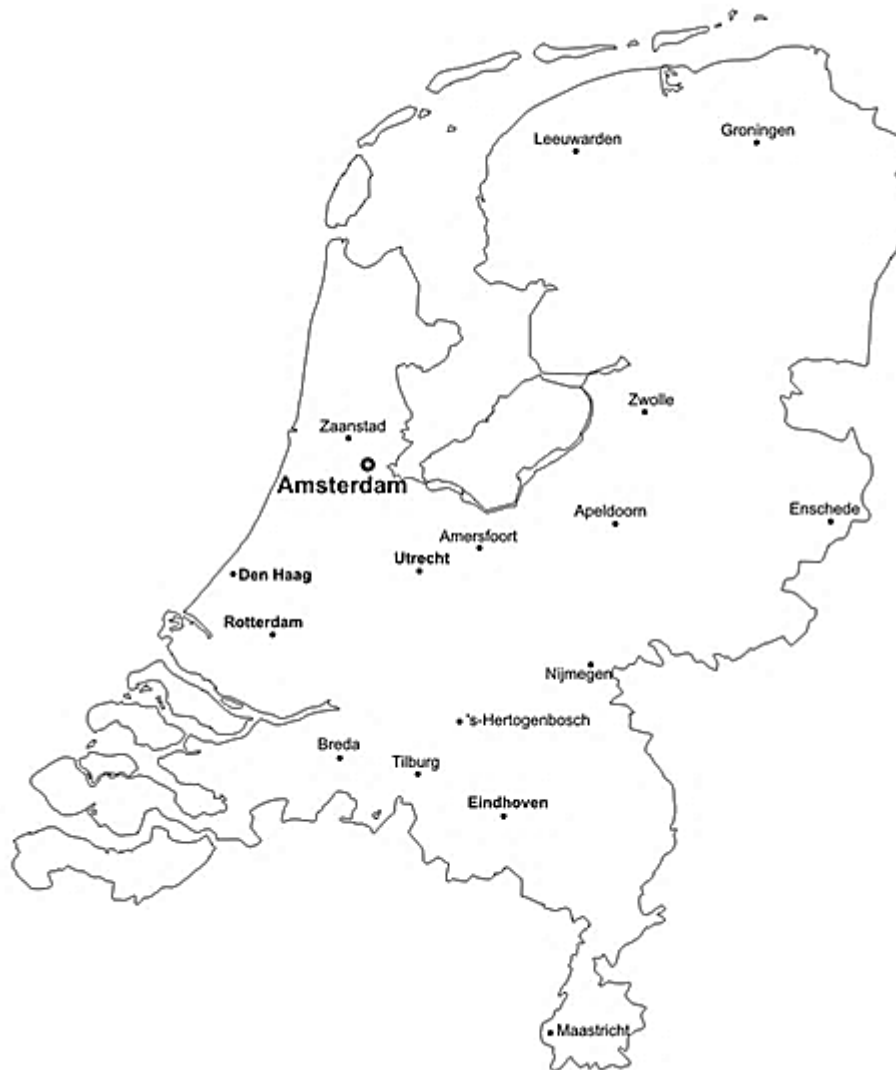 Groningen
Leeuwarden
Zwolle
Zaanstad
Amsterdam
Apeldoorn
Enschede
Amersfoort
Utrecht
Den Haag
Rotterdam
Nijmegen
's-Hertogenbosch
Breda
Tilburg
Eindhoven
Maastricht